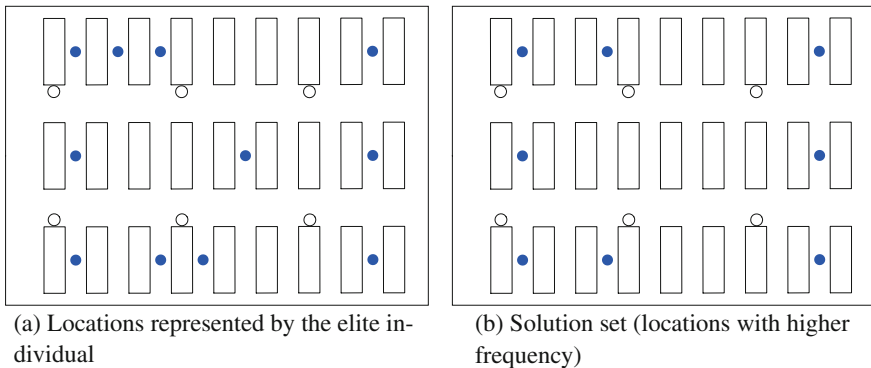 (a) Locations represented by the elite in-
dividual
(b) Solution set (locations with higher
frequency)